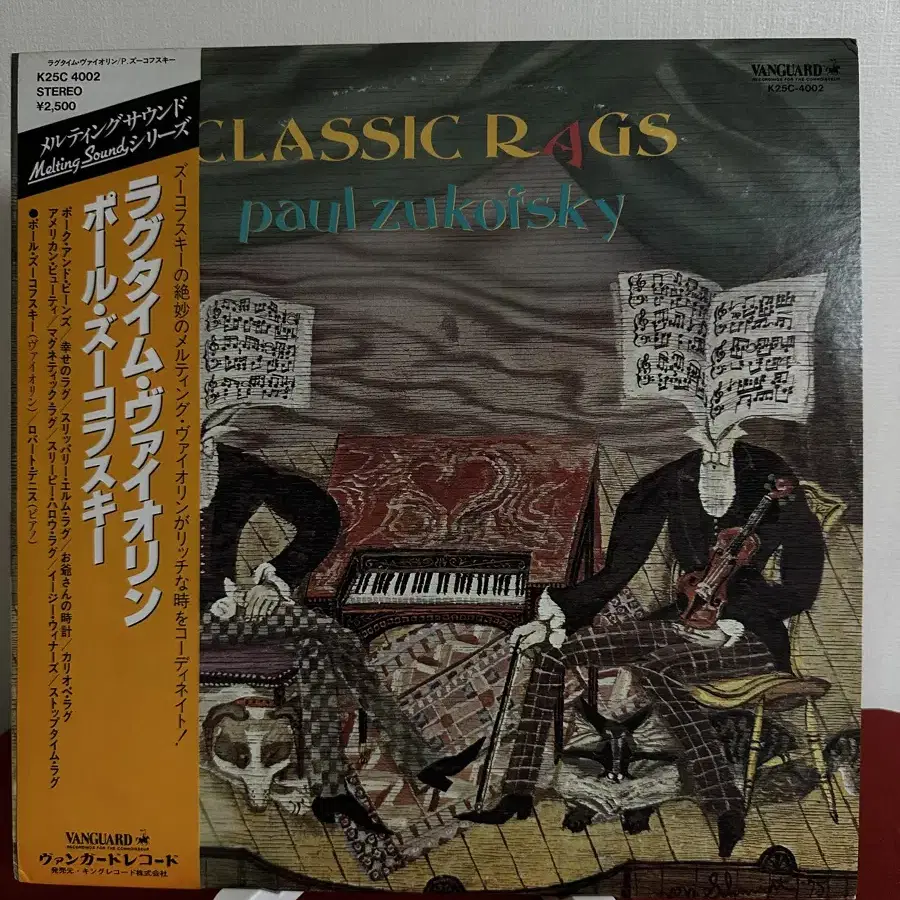 ラグタイム・ヴァイオリン/P.ズーコフスキー
K25C 4002
STEREO
¥2,500
メルティングサウンド
Melting Soundシリーズ
ズーコフスキーの絶妙のメルティング・ヴァイオリンがリッチな時をコーディネイト!
ラグタイム・ヴァイオリン
ポール・ズーコフスキー
ポーク・アンド・ビーンズ/幸せのラグ/スリッパリー・エルム・ラグ/お爺さんの時計/カリオペ・ラグ
アメリカン・ビューティ/マグネティック・ラグ/スリーピー・ハロウ・ラグ/イージー・ウィナーズ/ストップタイム・ラグ
●ポール・ズーコフスキー(ヴァイオリン)/ロバート・デニス(ピアノ)
VANGUARD
RECORDINGS FOR THE CONNOISSEUR
ヴァンガードレコード
発売元・キングレコード株式会社
VANGUARD
RECORDINGS FOR THE CONNOISSEUR
K25C-4002
CLASSIC RAGS
paul zukofsky